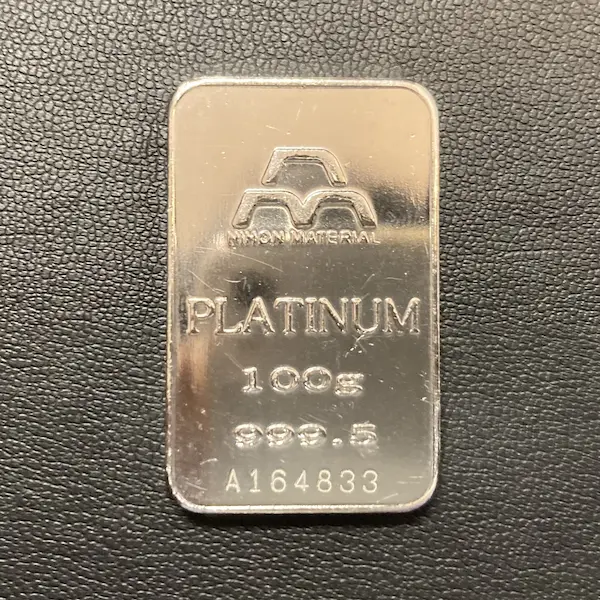 NIHON MATERIAL
PLATINUM
100g
999.5
A164833